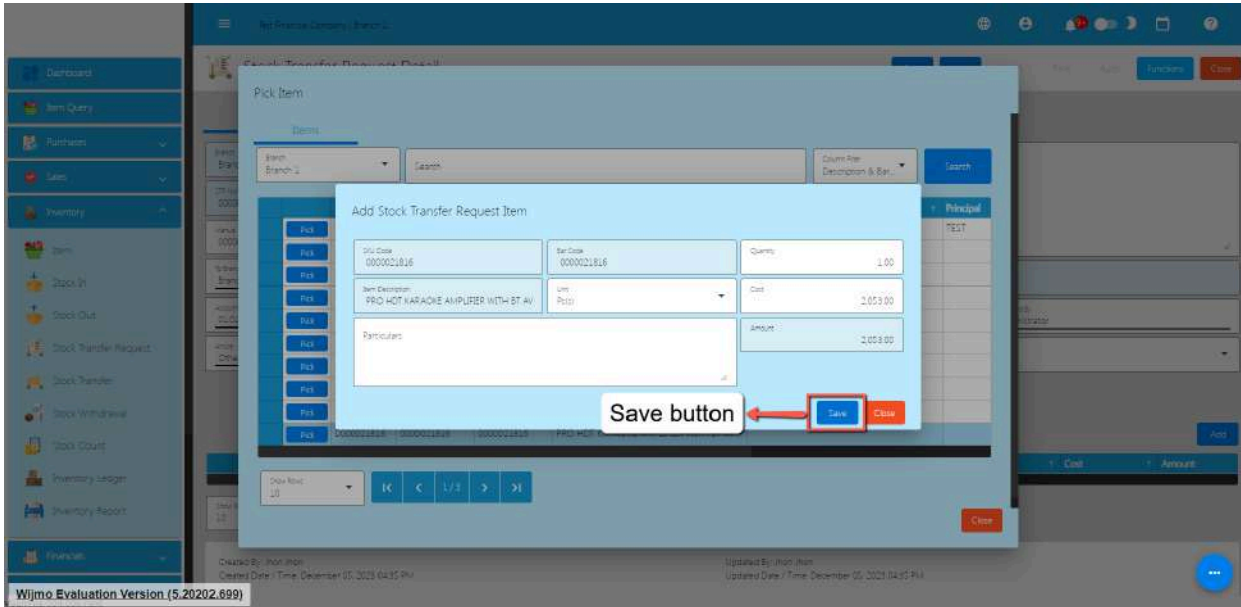 Stock Transfer Request Detail
Functions
Close
Dashboard
Item Query
Purchases
Sales
Inventory
Item
Stock In
Stock Out
Stock Transfer Request
Stock Transfer
Stock Withdrawal
Stock Count
Inventory Ledger
Inventory Report
Financials
Pick Item
Items
Branch
Branch 2
Search
Column Filter
Description & Bar...
Search
Principal
TEST
Pick
Pick
Pick
Pick
Pick
Pick
Pick
Pick
Pick
Pick
Add Stock Transfer Request Item
SKU Code
0000021816
Bar Code
0000021816
Quantity
1.00
Item Description
PRO HOT KARAOKE AMPLIFIER WITH BT AV
Unit
Pc(s)
Cost
2,053.00
Particulars
Amount
2,053.00
Save button
Save
Close
Add
Cost
Amount
Show Rows
10
1/3
Close
Created By: Jhon Jhon
Created Date / Time: December 05, 2023 04:35 PM
Updated By: Jhon Jhon
Updated Date / Time: December 05, 2023 04:35 PM
Wijmo Evaluation Version (5.20202.699)